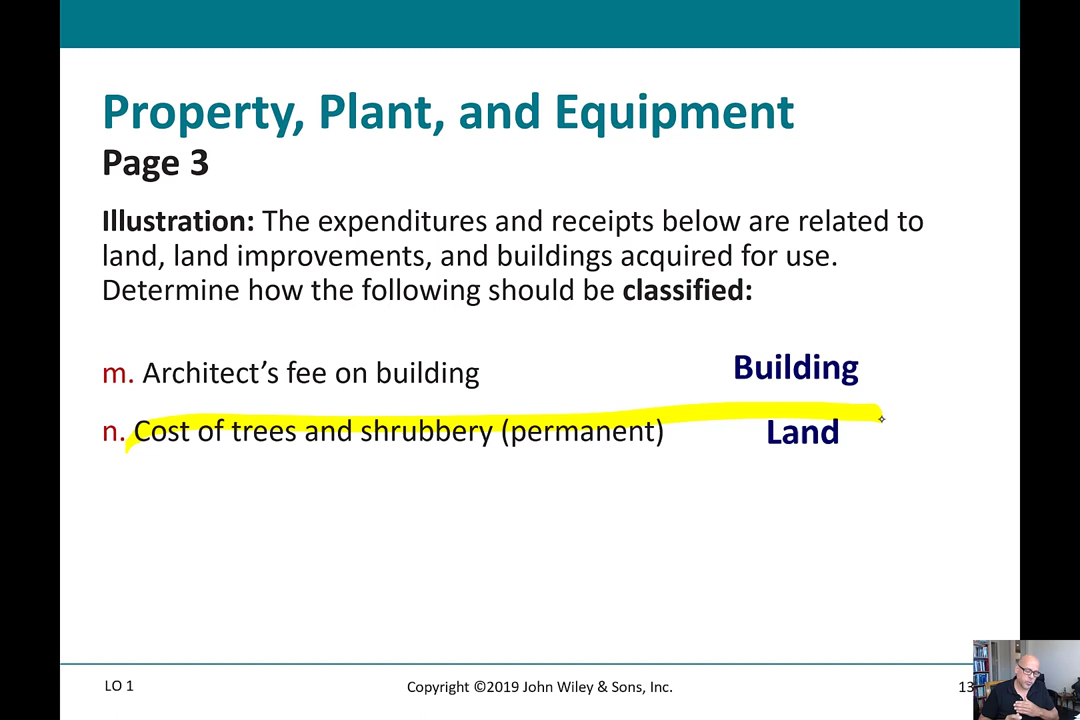 Property, Plant, and Equipment
Page 3
Illustration: The expenditures and receipts below are related to
land, land improvements, and buildings acquired for use.
Determine how the following should be classified:
m. Architect’s fee on building Building
n. Cost of trees and shrubbery (permanent) Land
LO 1 Copyright ©2019 John Wiley & Sons, Inc. 13